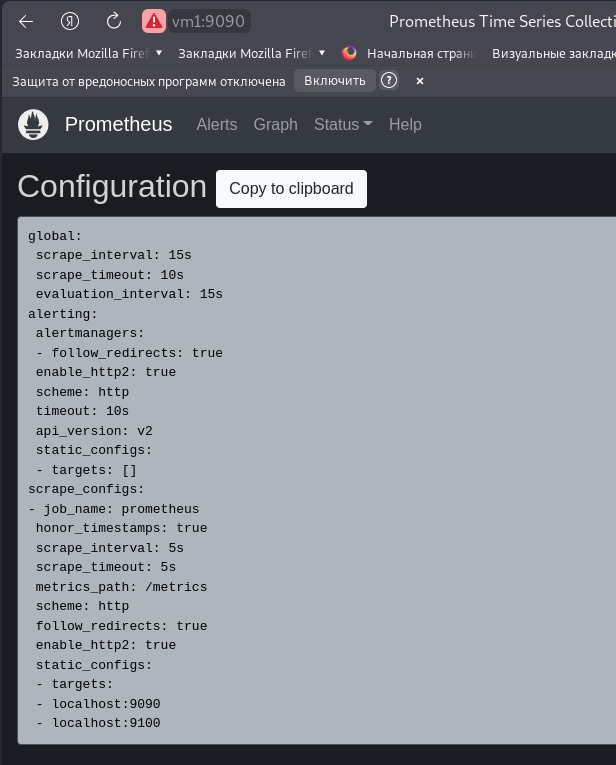 vm1:9090
Prometheus Time Series Collecti
Закладки Mozilla Firef
Закладки Mozilla Firef
Начальная страни
Визуальные закладк
Защита от вредоносных программ отключена
Включить
?
×
Prometheus
Alerts
Graph
Status
Help
Configuration
Copy to clipboard
global:
 scrape_interval: 15s
 scrape_timeout: 10s
 evaluation_interval: 15s
alerting:
 alertmanagers:
 - follow_redirects: true
 enable_http2: true
 scheme: http
 timeout: 10s
 api_version: v2
 static_configs:
 - targets: []
scrape_configs:
- job_name: prometheus
 honor_timestamps: true
 scrape_interval: 5s
 scrape_timeout: 5s
 metrics_path: /metrics
 scheme: http
 follow_redirects: true
 enable_http2: true
 static_configs:
 - targets:
 - localhost:9090
 - localhost:9100